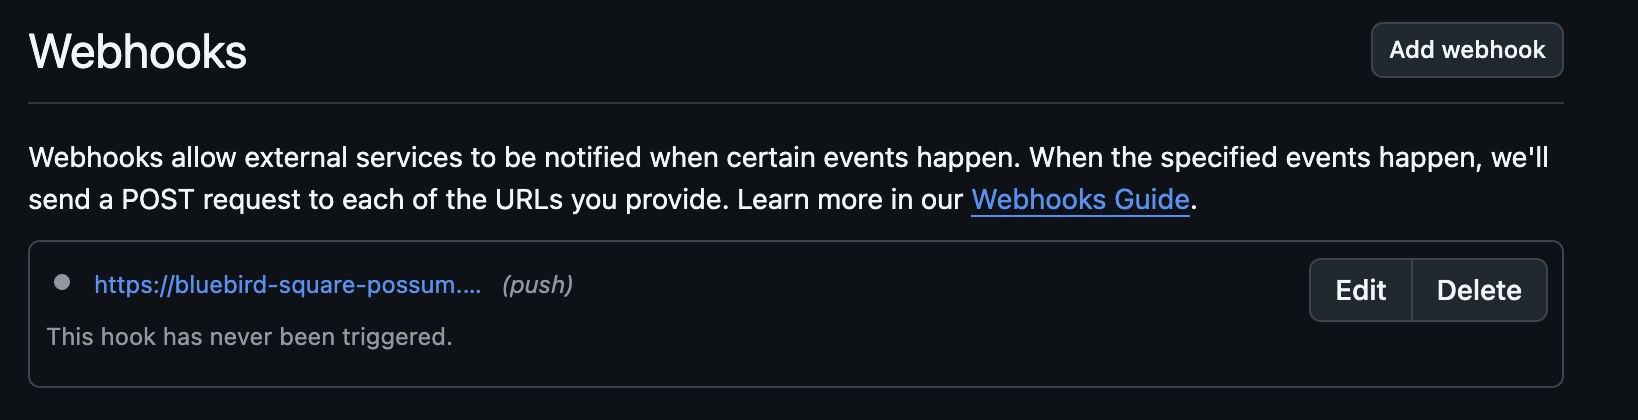 Webhooks
Add webhook
Webhooks allow external services to be notified when certain events happen. When the specified events happen, we'll
send a POST request to each of the URLs you provide. Learn more in our Webhooks Guide.
https://bluebird-square-possum.... (push)
Edit
Delete
This hook has never been triggered.